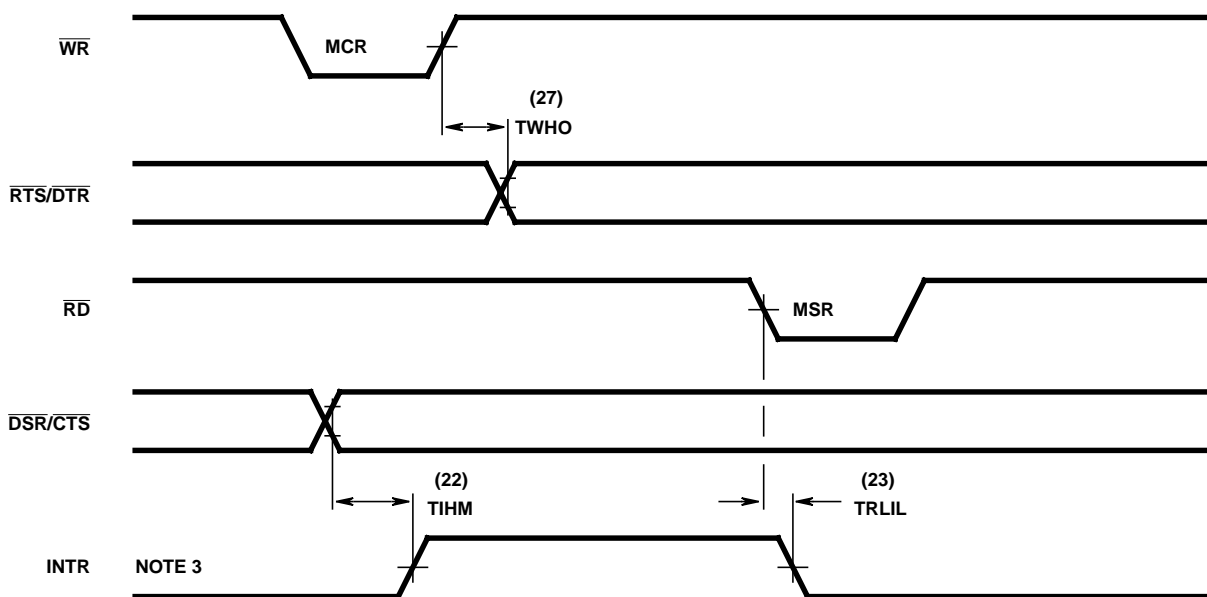 WR
MCR
(27)
TWHO
RTS/DTR
RD
MSR
DSR/CTS
(22)
TIHM
(23)
TRLIL
INTR
NOTE 3